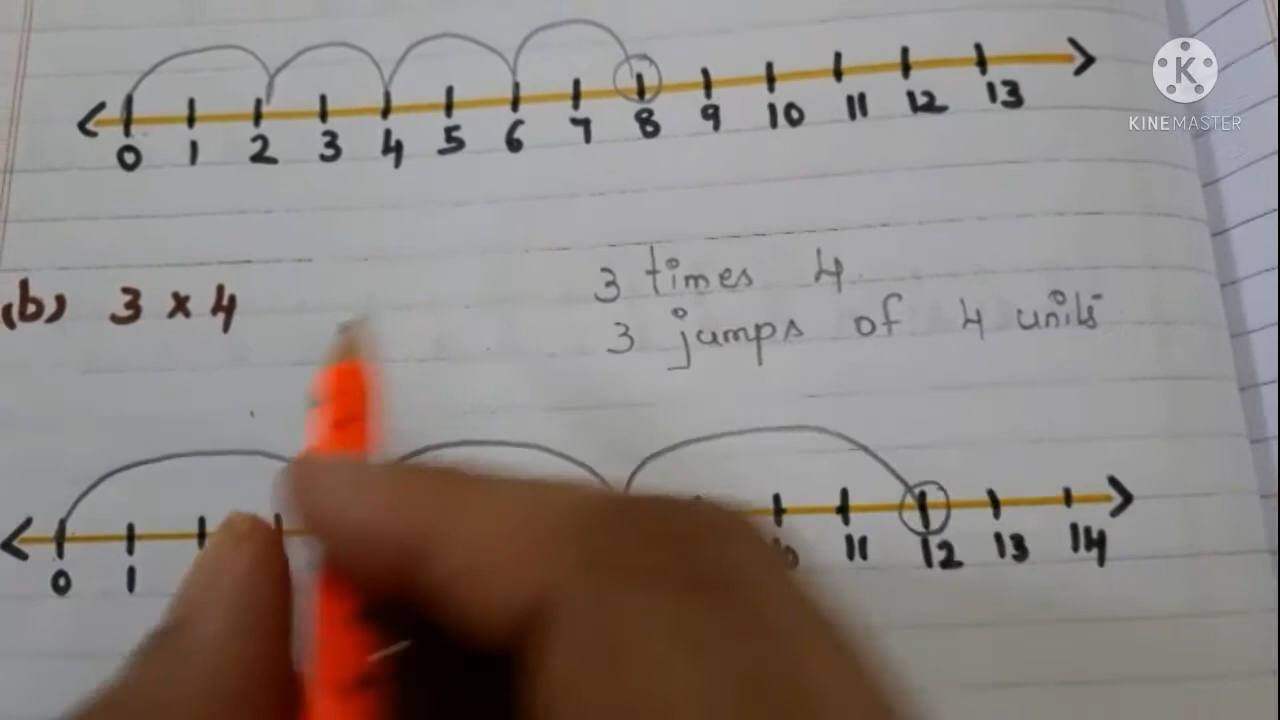 0 1 2 3 4 5 6 7 8 9 10 11 12 13
K
KINEMASTER
(b) 3 × 4
3 times 4
3 jumps of 4 units
0 1 10 11 12 13 14